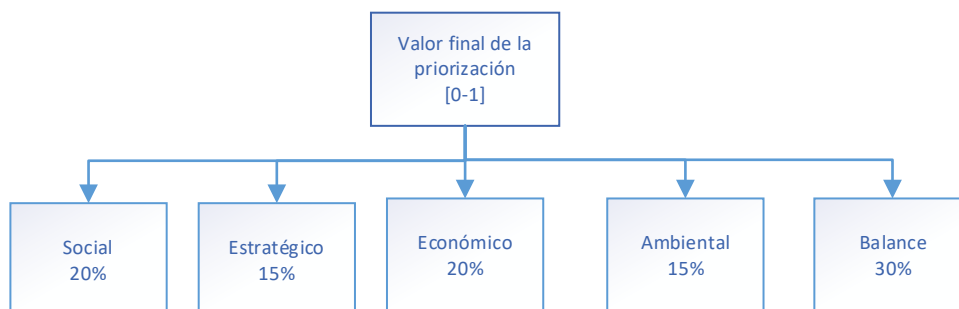 Valor final de la
priorización
[0-1]
Social
20%
Estratégico
15%
Económico
20%
Ambiental
15%
Balance
30%